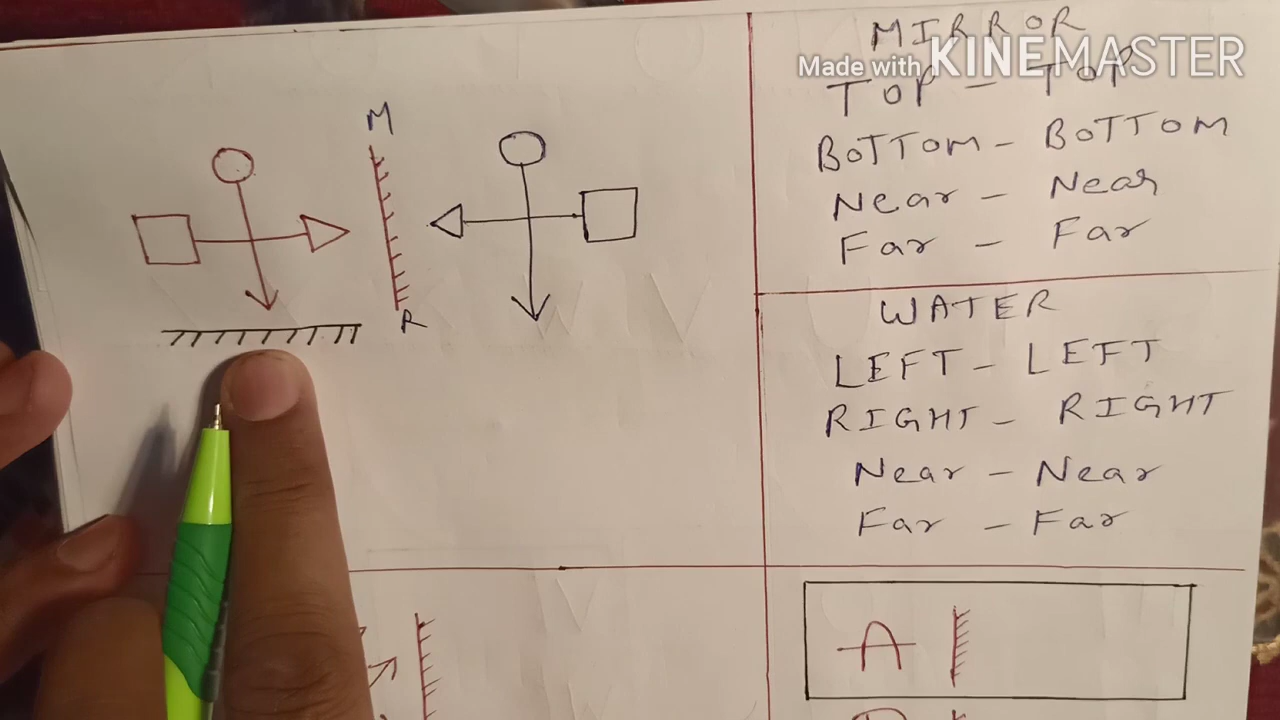 MIRROR
Made with KINEMASTER
TOP - TOP
BOTTOM - BOTTOM
Near - Near
Far - Far
M
R
WATER
LEFT - LEFT
RIGHT - RIGHT
Near - Near
Far - Far
A